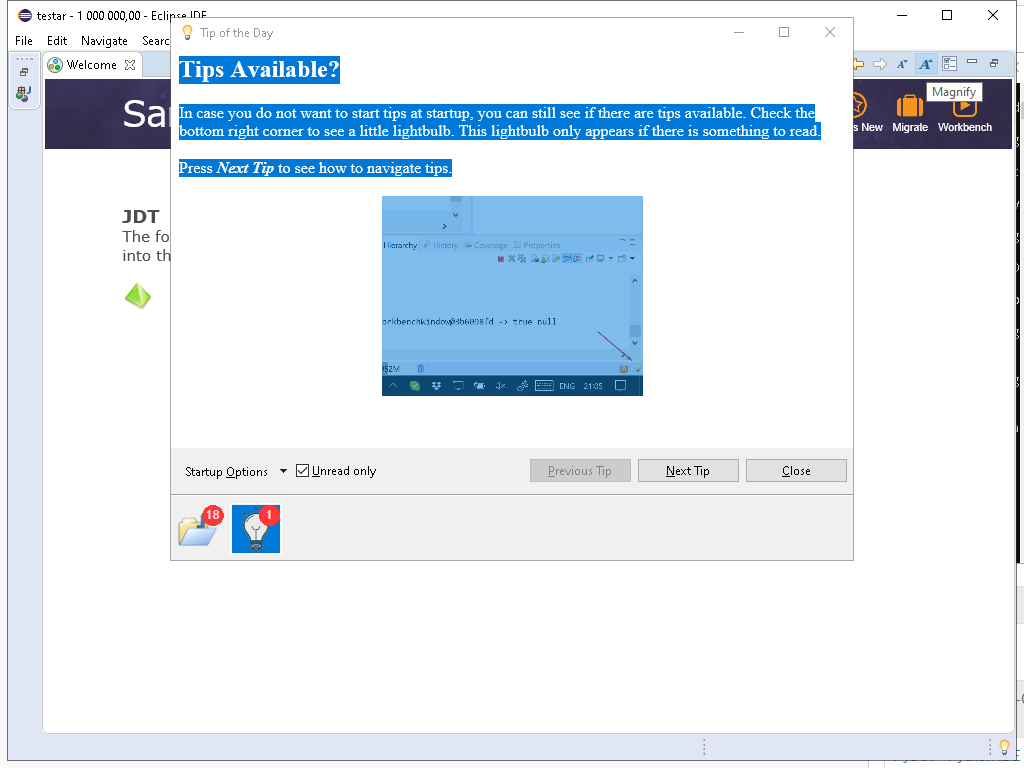 testar - 1 000 000,00 - Eclipse IDE
File Edit Navigate Searc
Tip of the Day
Welcome
Magnify
Sa
s New Migrate Workbench
Tips Available?
In case you do not want to start tips at startup, you can still see if there are tips available. Check the
bottom right corner to see a little lightbulb. This lightbulb only appears if there is something to read.
Press Next Tip to see how to navigate tips.
JDT
The fo
into th
Hierarchy History Coverage Properties
orkbenchWindow@3b6098fd -> true null
52M
ENG 21:05
Startup Options Unread only Previous Tip Next Tip Close
18 1